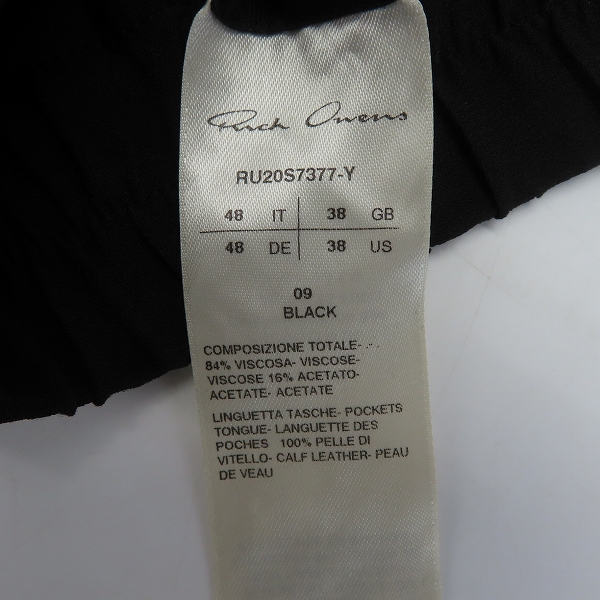 Rick Owens
RU20S7377-Y
48 IT 38 GB
48 DE 38 US
09
BLACK
COMPOSIZIONE TOTALE-
84% VISCOSA- VISCOSE-
VISCOSE 16% ACETATO-
ACETATE- ACETATE
LINGUETTA TASCHE- POCKETS
TONGUE- LANGUETTE DES
POCHES 100% PELLE DI
VITELLO- CALF LEATHER- PEAU
DE VEAU